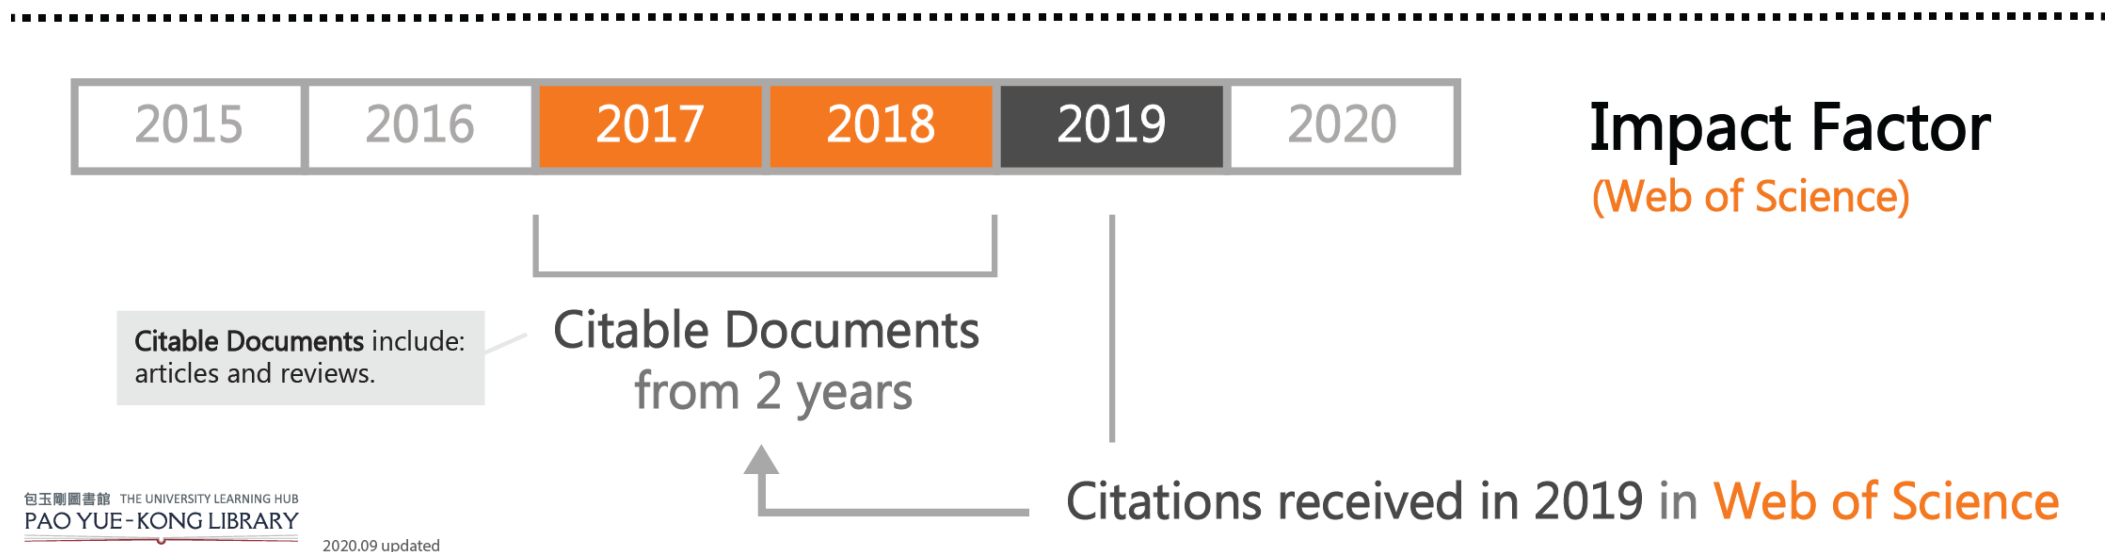 2015 2016 2017 2018 2019 2020
Impact Factor
(Web of Science)
Citable Documents include:
articles and reviews.
Citable Documents
from 2 years
Citations received in 2019 in Web of Science
包玉剛圖書館 THE UNIVERSITY LEARNING HUB
PAO YUE-KONG LIBRARY
2020.09 updated